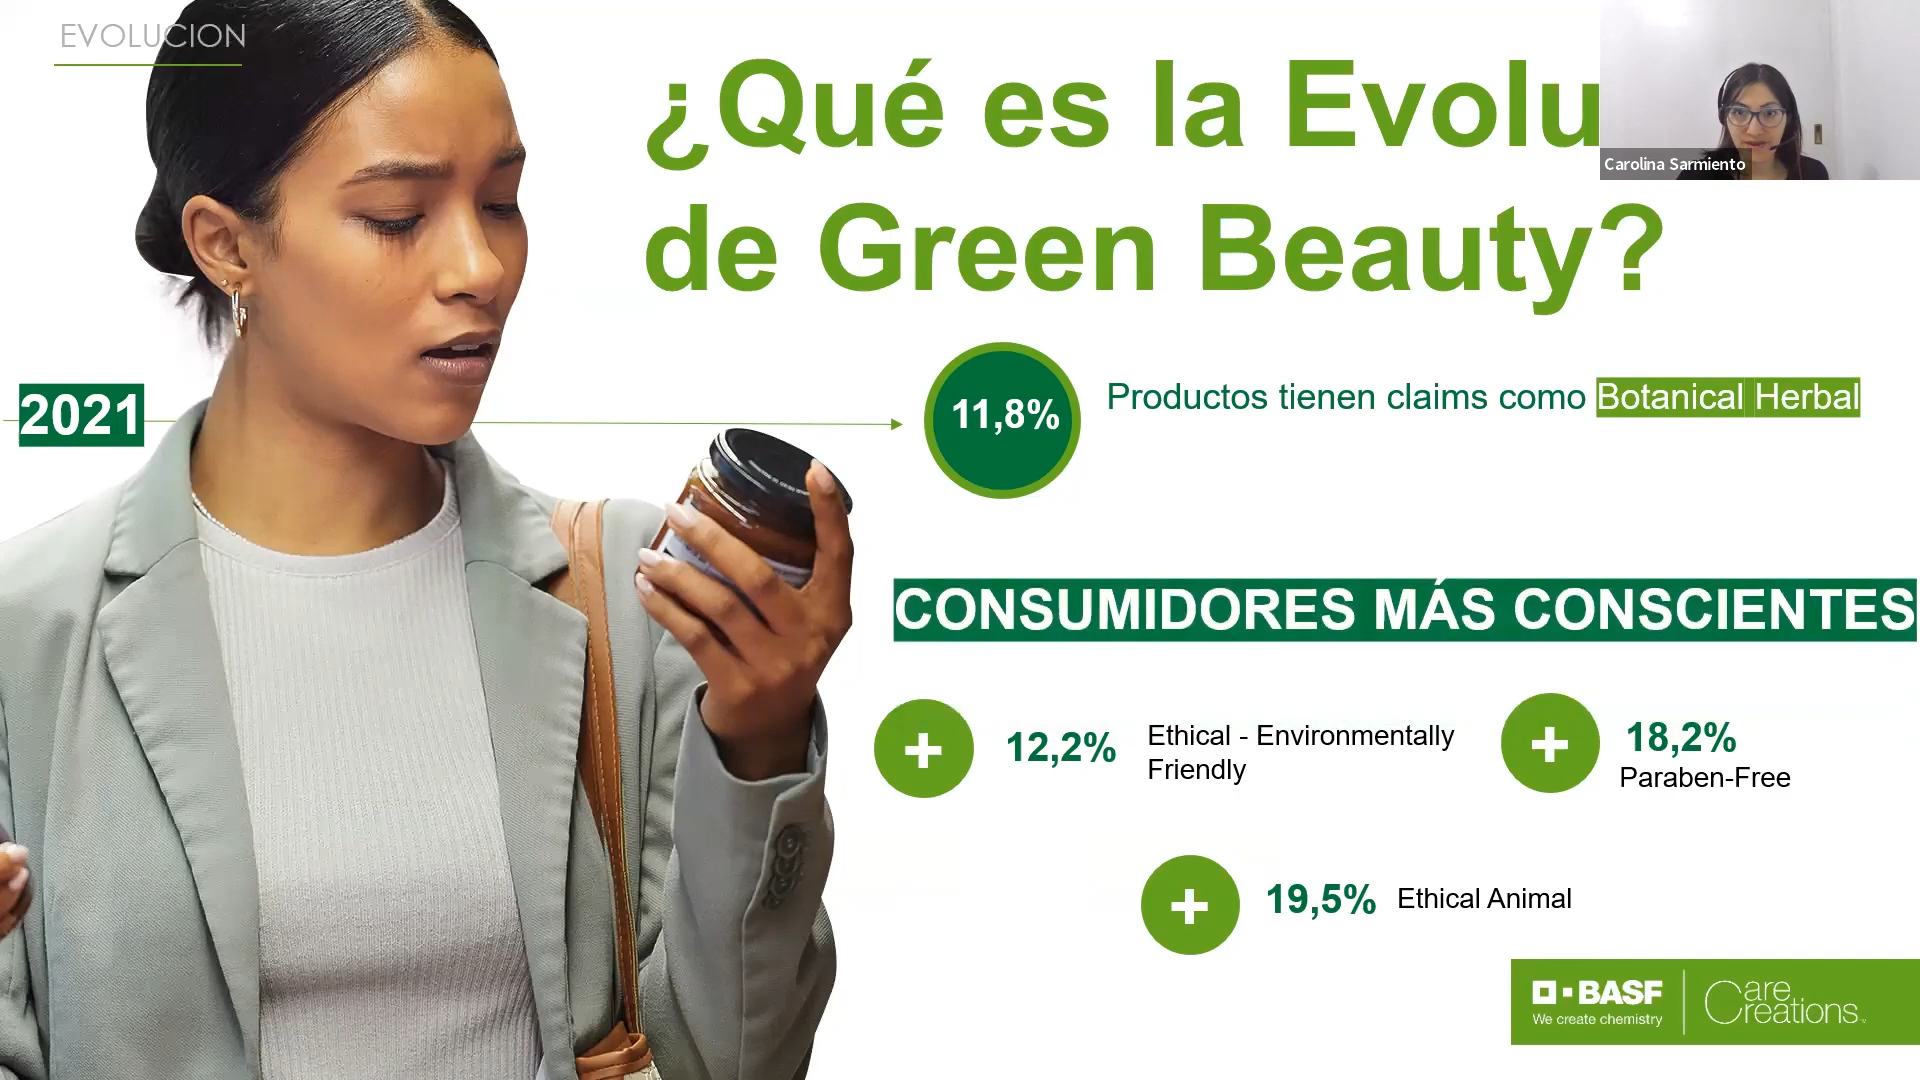 EVOLUCION
¿Qué es la Evolu
de Green Beauty?
Carolina Sarmiento
2021
11,8%
Productos tienen claims como Botanical Herbal
CONSUMIDORES MÁS CONSCIENTES
+
12,2%
Ethical - Environmentally
Friendly
+
18,2%
Paraben-Free
+
19,5%
Ethical Animal
BASF
We create chemistry
Care
Creations